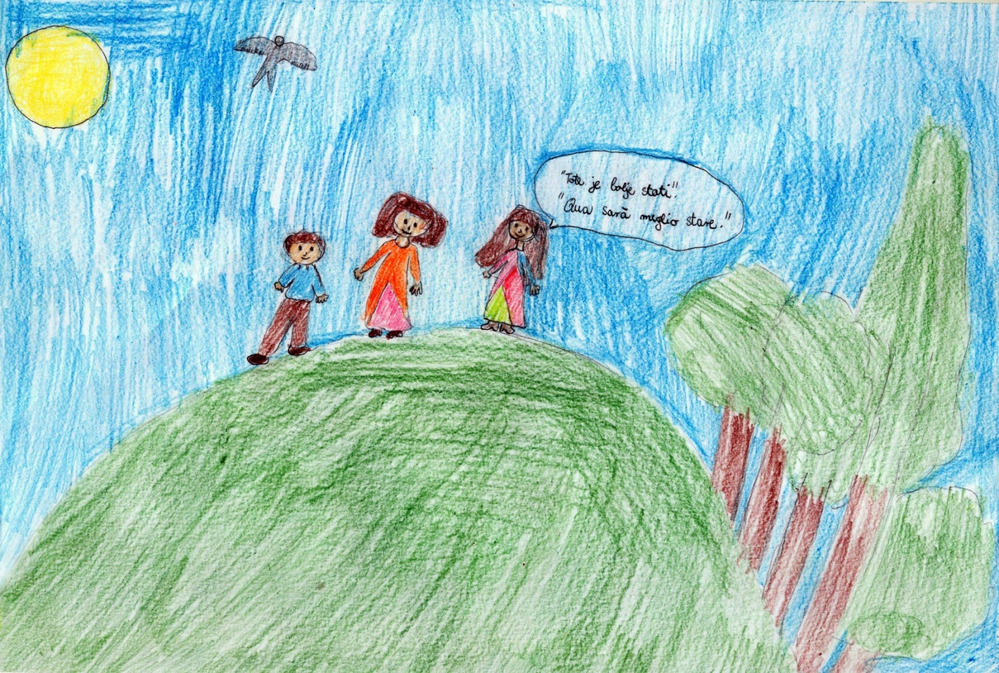 "Tote je bolje stati".
"Qua sarà meglio stare."